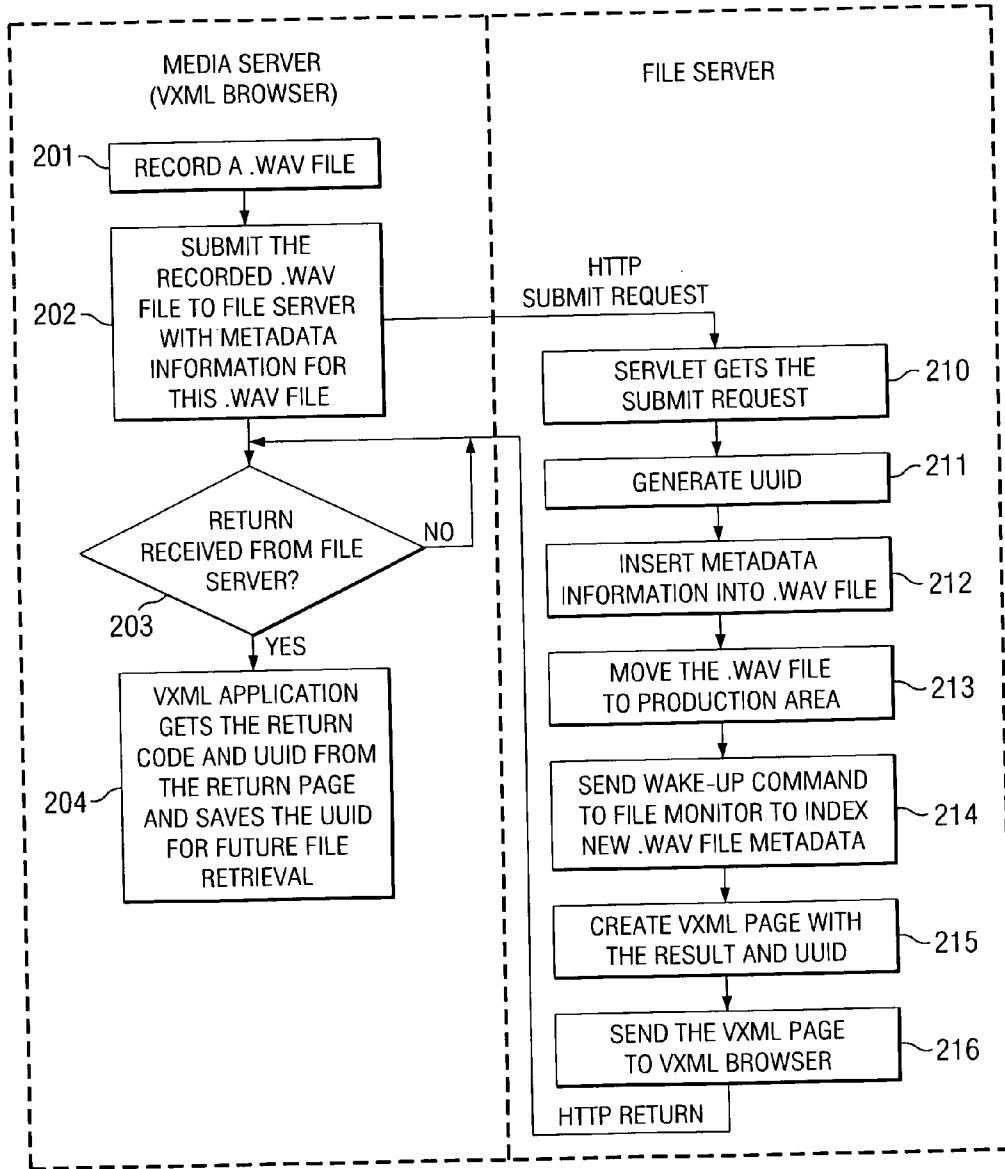 MEDIA SERVER
(VXML BROWSER)
201
RECORD A .WAV FILE
202
SUBMIT THE
RECORDED .WAV
FILE TO FILE SERVER
WITH METADATA
INFORMATION FOR
THIS .WAV FILE
RETURN
RECEIVED FROM FILE
SERVER?
NO
203
YES
204
VXML APPLICATION
GETS THE RETURN
CODE AND UUID FROM
THE RETURN PAGE
AND SAVES THE UUID
FOR FUTURE FILE
RETRIEVAL
FILE SERVER
HTTP
SUBMIT REQUEST
SERVLET GETS THE
SUBMIT REQUEST
210
GENERATE UUID
211
INSERT METADATA
INFORMATION INTO .WAV FILE
212
MOVE THE .WAV FILE
TO PRODUCTION AREA
213
SEND WAKE-UP COMMAND
TO FILE MONITOR TO INDEX
NEW .WAV FILE METADATA
214
CREATE VXML PAGE WITH
THE RESULT AND UUID
215
SEND THE VXML PAGE
TO VXML BROWSER
216
HTTP RETURN